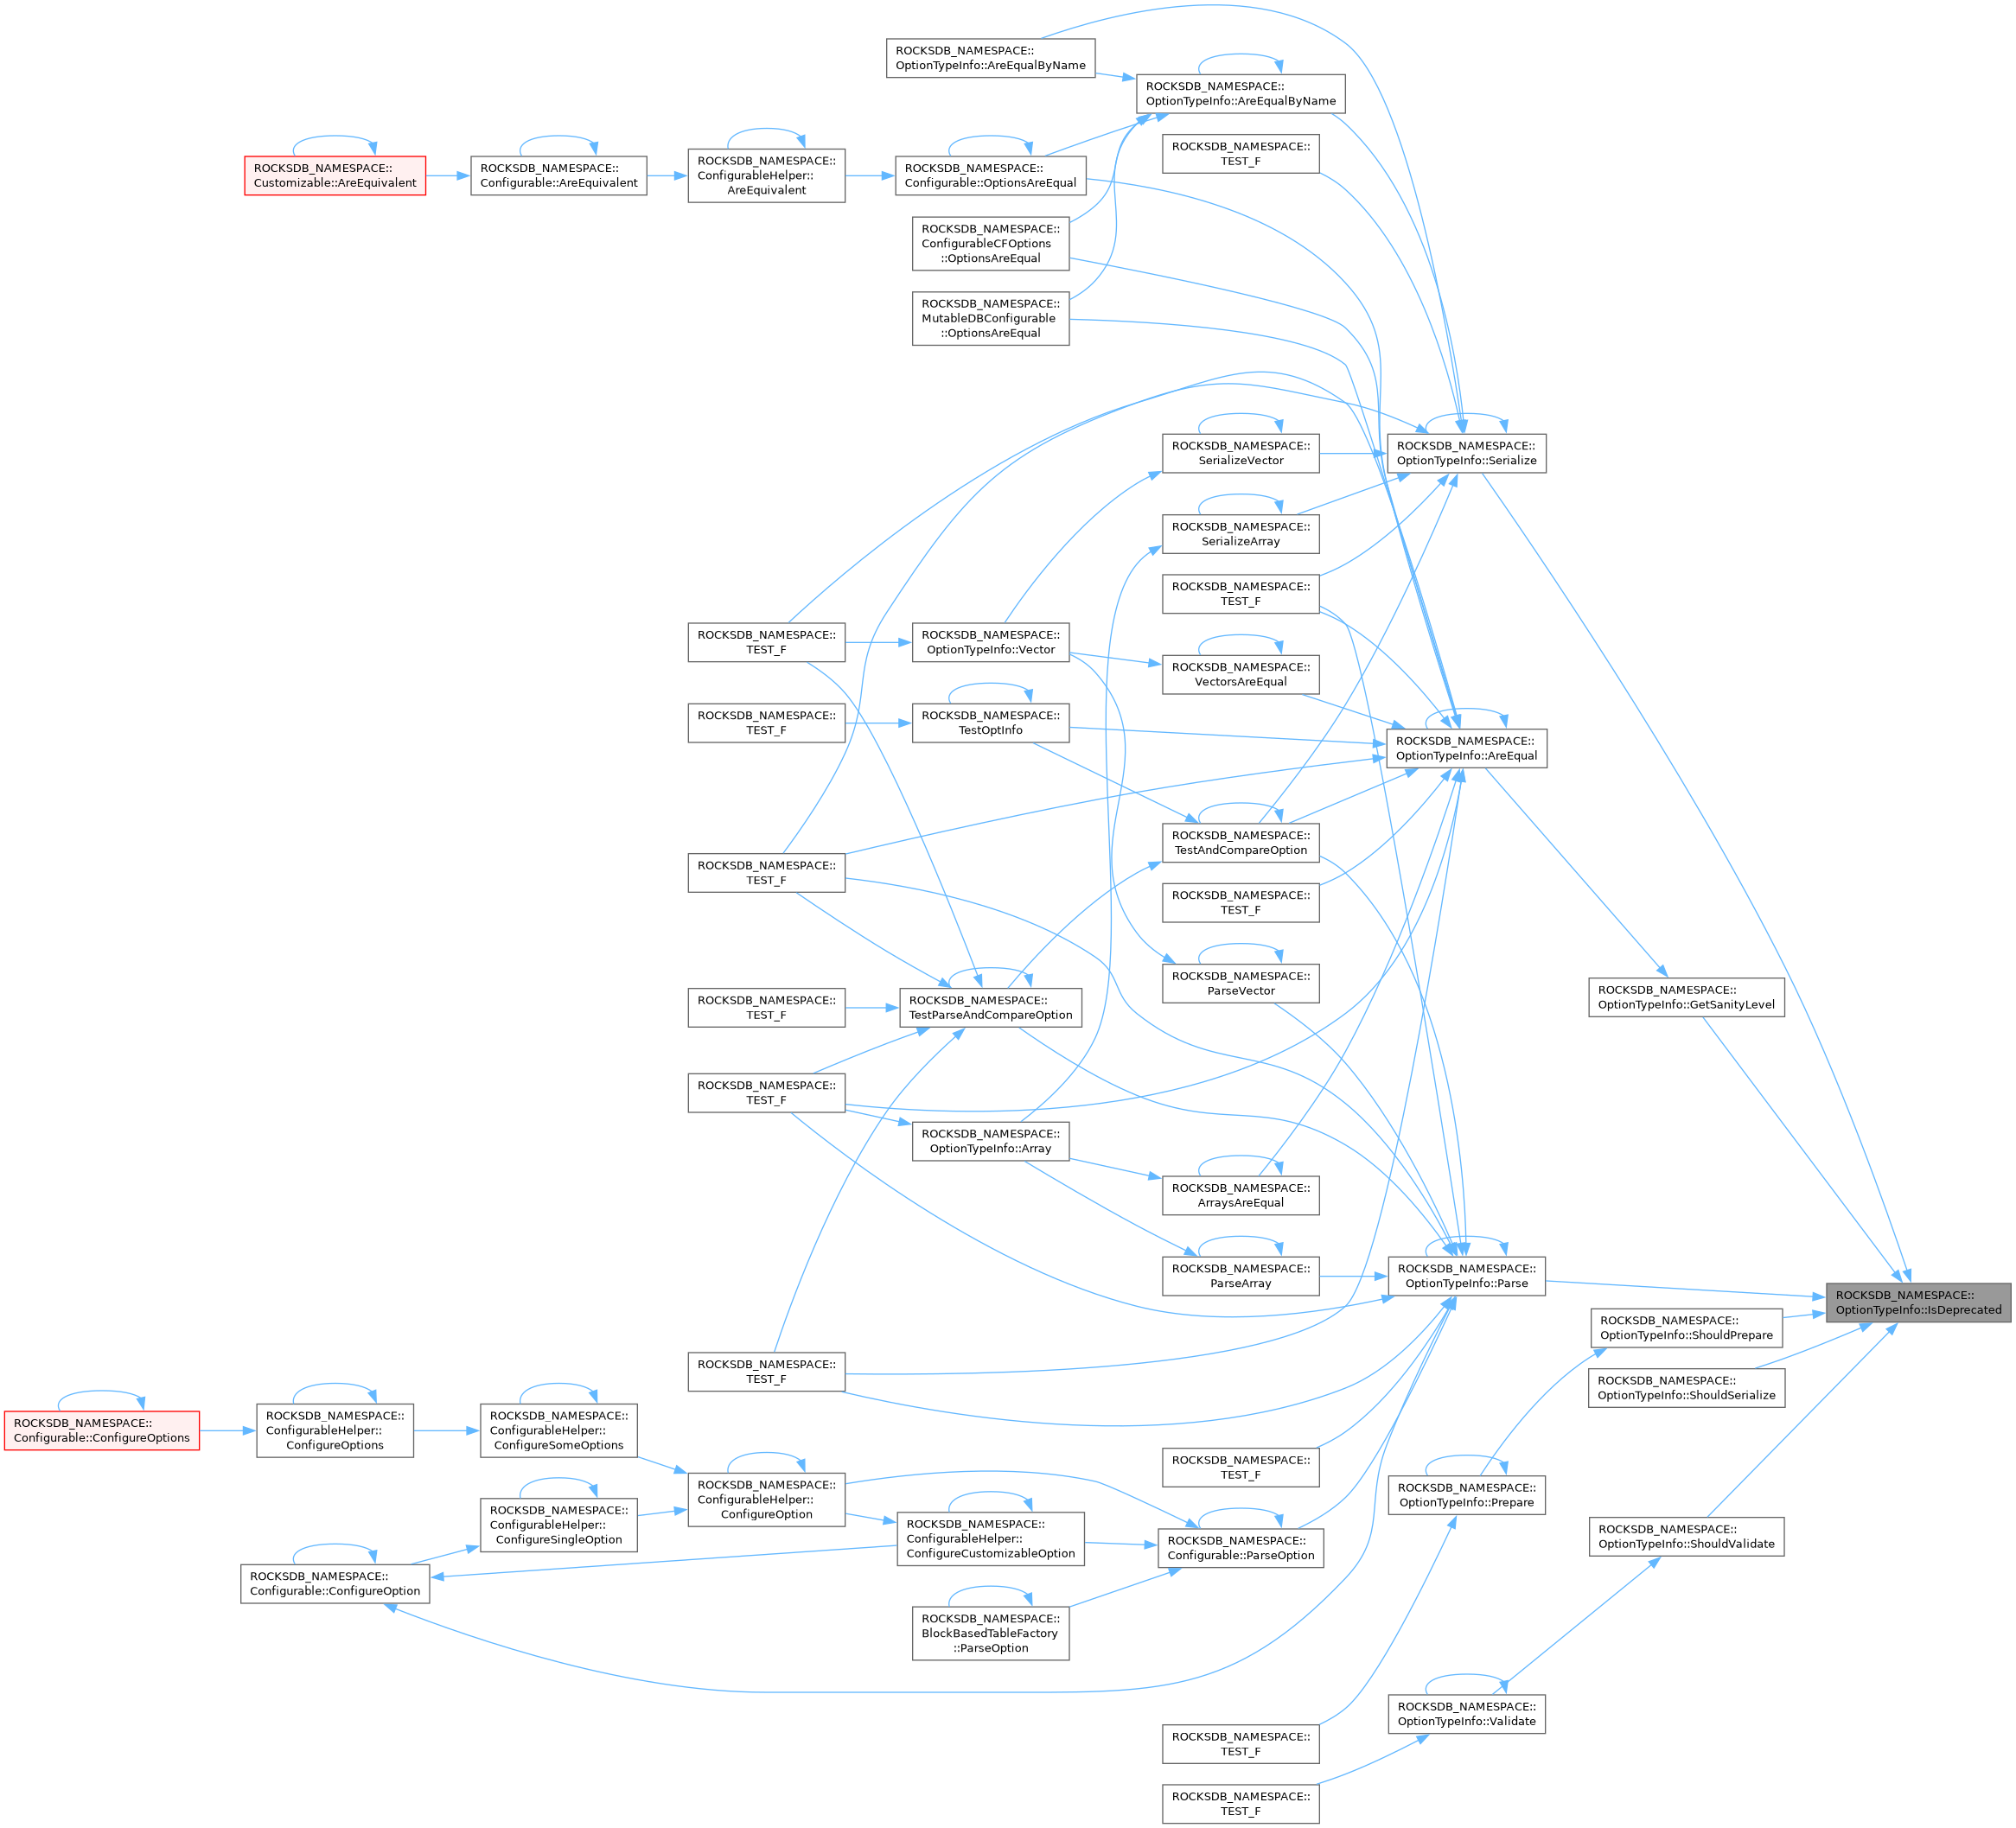 ROCKSDB_NAMESPACE::
OptionTypeInfo::AreEqualByName
ROCKSDB_NAMESPACE::
OptionTypeInfo::AreEqualByName
ROCKSDB_NAMESPACE::
TEST_F
ROCKSDB_NAMESPACE::
Customizable::AreEquivalent
ROCKSDB_NAMESPACE::
Configurable::AreEquivalent
ROCKSDB_NAMESPACE::
ConfigurableHelper::
AreEquivalent
ROCKSDB_NAMESPACE::
Configurable::OptionsAreEqual
ROCKSDB_NAMESPACE::
ConfigurableCFOptions
::OptionsAreEqual
ROCKSDB_NAMESPACE::
MutableDBConfigurable
::OptionsAreEqual
ROCKSDB_NAMESPACE::
SerializeVector
ROCKSDB_NAMESPACE::
OptionTypeInfo::Serialize
ROCKSDB_NAMESPACE::
SerializeArray
ROCKSDB_NAMESPACE::
TEST_F
ROCKSDB_NAMESPACE::
TEST_F
ROCKSDB_NAMESPACE::
OptionTypeInfo::Vector
ROCKSDB_NAMESPACE::
VectorsAreEqual
ROCKSDB_NAMESPACE::
TEST_F
ROCKSDB_NAMESPACE::
TestOptInfo
ROCKSDB_NAMESPACE::
OptionTypeInfo::AreEqual
ROCKSDB_NAMESPACE::
TestAndCompareOption
ROCKSDB_NAMESPACE::
TEST_F
ROCKSDB_NAMESPACE::
TEST_F
ROCKSDB_NAMESPACE::
ParseVector
ROCKSDB_NAMESPACE::
OptionTypeInfo::GetSanityLevel
ROCKSDB_NAMESPACE::
TEST_F
ROCKSDB_NAMESPACE::
TestParseAndCompareOption
ROCKSDB_NAMESPACE::
TEST_F
ROCKSDB_NAMESPACE::
OptionTypeInfo::Array
ROCKSDB_NAMESPACE::
ArraysAreEqual
ROCKSDB_NAMESPACE::
ParseArray
ROCKSDB_NAMESPACE::
OptionTypeInfo::Parse
ROCKSDB_NAMESPACE::
OptionTypeInfo::IsDeprecated
ROCKSDB_NAMESPACE::
OptionTypeInfo::ShouldPrepare
ROCKSDB_NAMESPACE::
TEST_F
ROCKSDB_NAMESPACE::
OptionTypeInfo::ShouldSerialize
ROCKSDB_NAMESPACE::
Configurable::ConfigureOptions
ROCKSDB_NAMESPACE::
ConfigurableHelper::
ConfigureOptions
ROCKSDB_NAMESPACE::
ConfigurableHelper::
ConfigureSomeOptions
ROCKSDB_NAMESPACE::
TEST_F
ROCKSDB_NAMESPACE::
ConfigurableHelper::
ConfigureOption
ROCKSDB_NAMESPACE::
OptionTypeInfo::Prepare
ROCKSDB_NAMESPACE::
ConfigurableHelper::
ConfigureSingleOption
ROCKSDB_NAMESPACE::
ConfigurableHelper::
ConfigureCustomizableOption
ROCKSDB_NAMESPACE::
Configurable::ParseOption
ROCKSDB_NAMESPACE::
OptionTypeInfo::ShouldValidate
ROCKSDB_NAMESPACE::
Configurable::ConfigureOption
ROCKSDB_NAMESPACE::
BlockBasedTableFactory
::ParseOption
ROCKSDB_NAMESPACE::
OptionTypeInfo::Validate
ROCKSDB_NAMESPACE::
TEST_F
ROCKSDB_NAMESPACE::
TEST_F